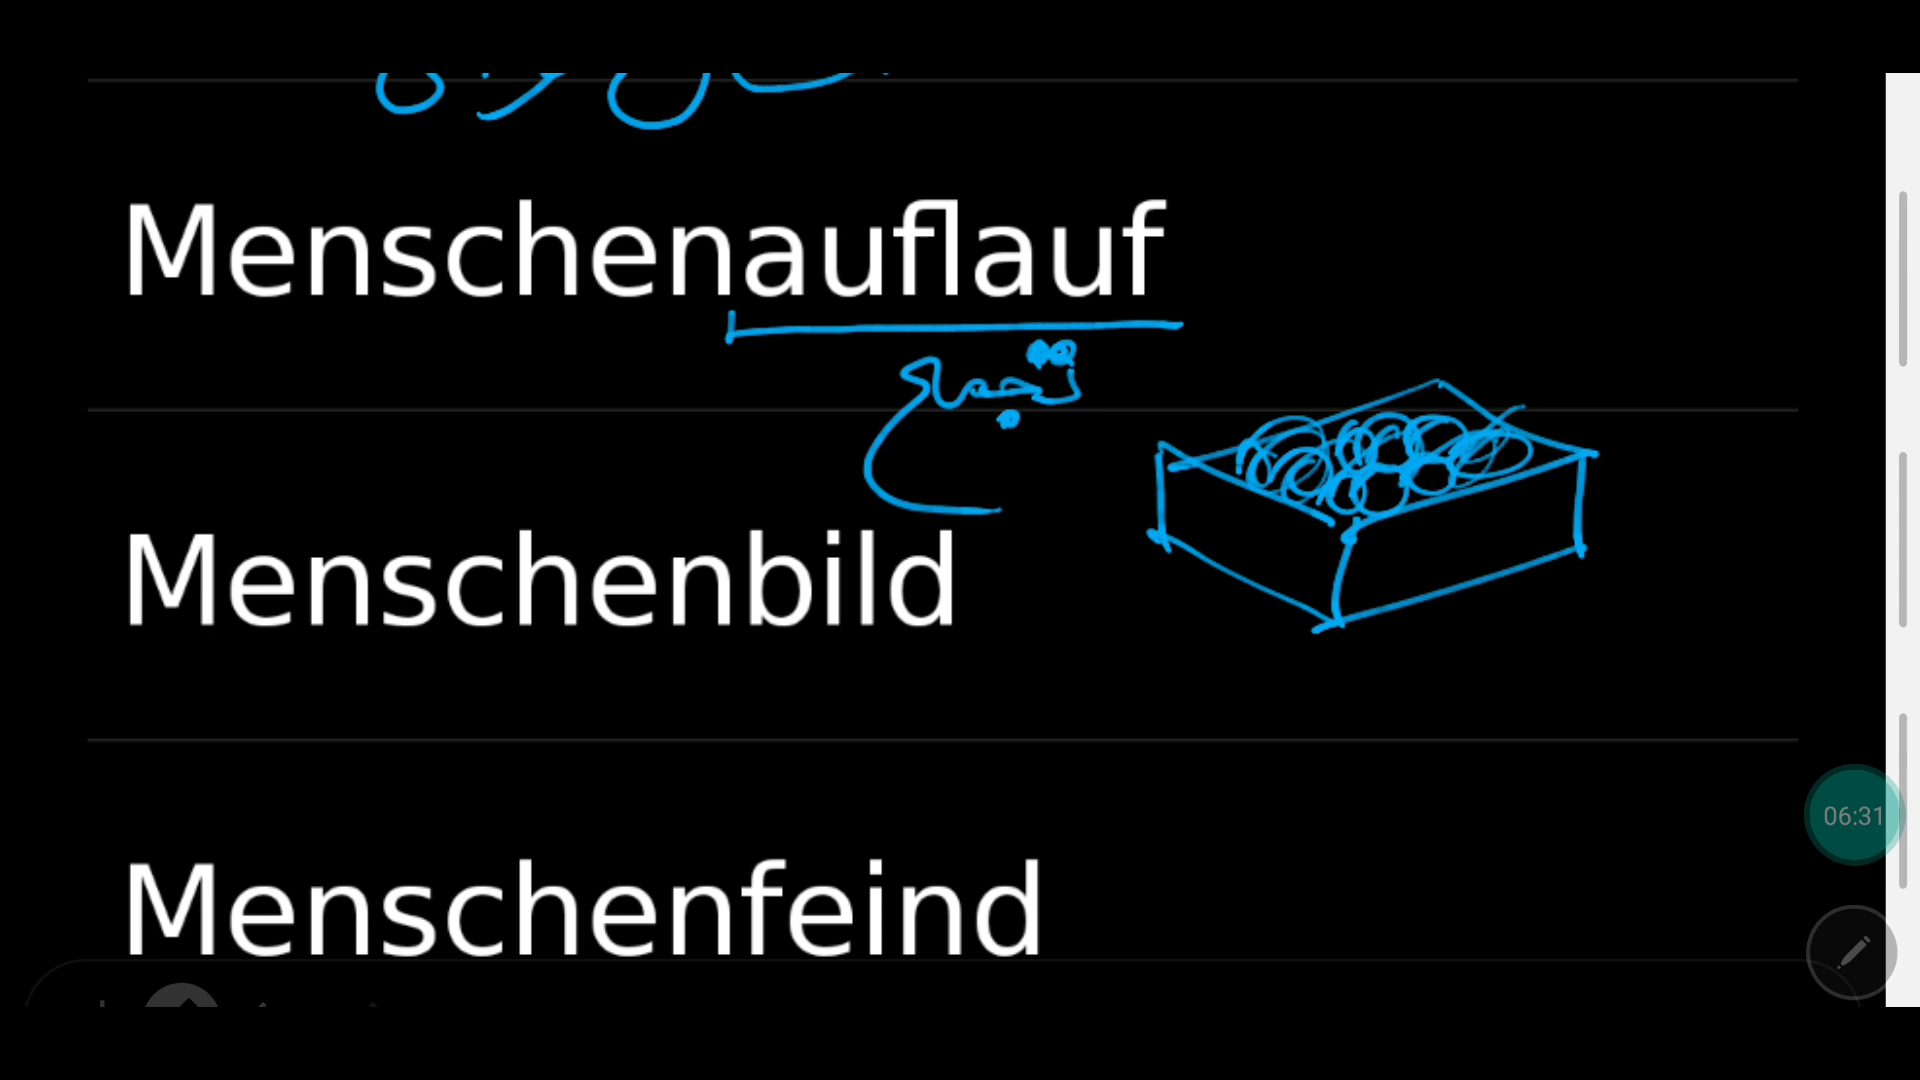 Menschenauflauf
تجمع
Menschenbild
Menschenfeind
06:31